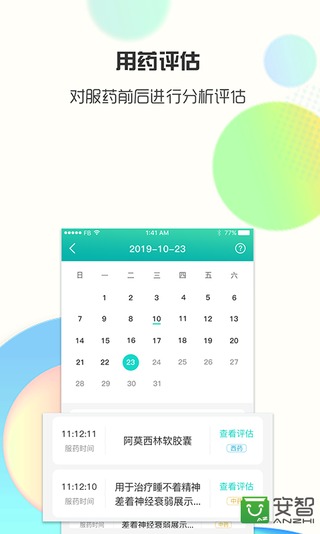 用药评估
对服药前后进行分析评估
FB 1:41 AM 77%
2019-10-23
日 一 二 三 四 五 六
1 2 3 4 5 6
7 7 8 9 10 11 12 13
14 15 16 17 18 19 20
21 22 23 24 25 26 27
28 29 30 31
11:12:11 阿莫西林软胶囊 查看评估
服药时间 西药
11:12:12 用于治疗睡不着精神 查看评估
服药时间 差着神经衰弱展示... 中药
服药时间 差着神经衰弱展示...
安智
ANZHI